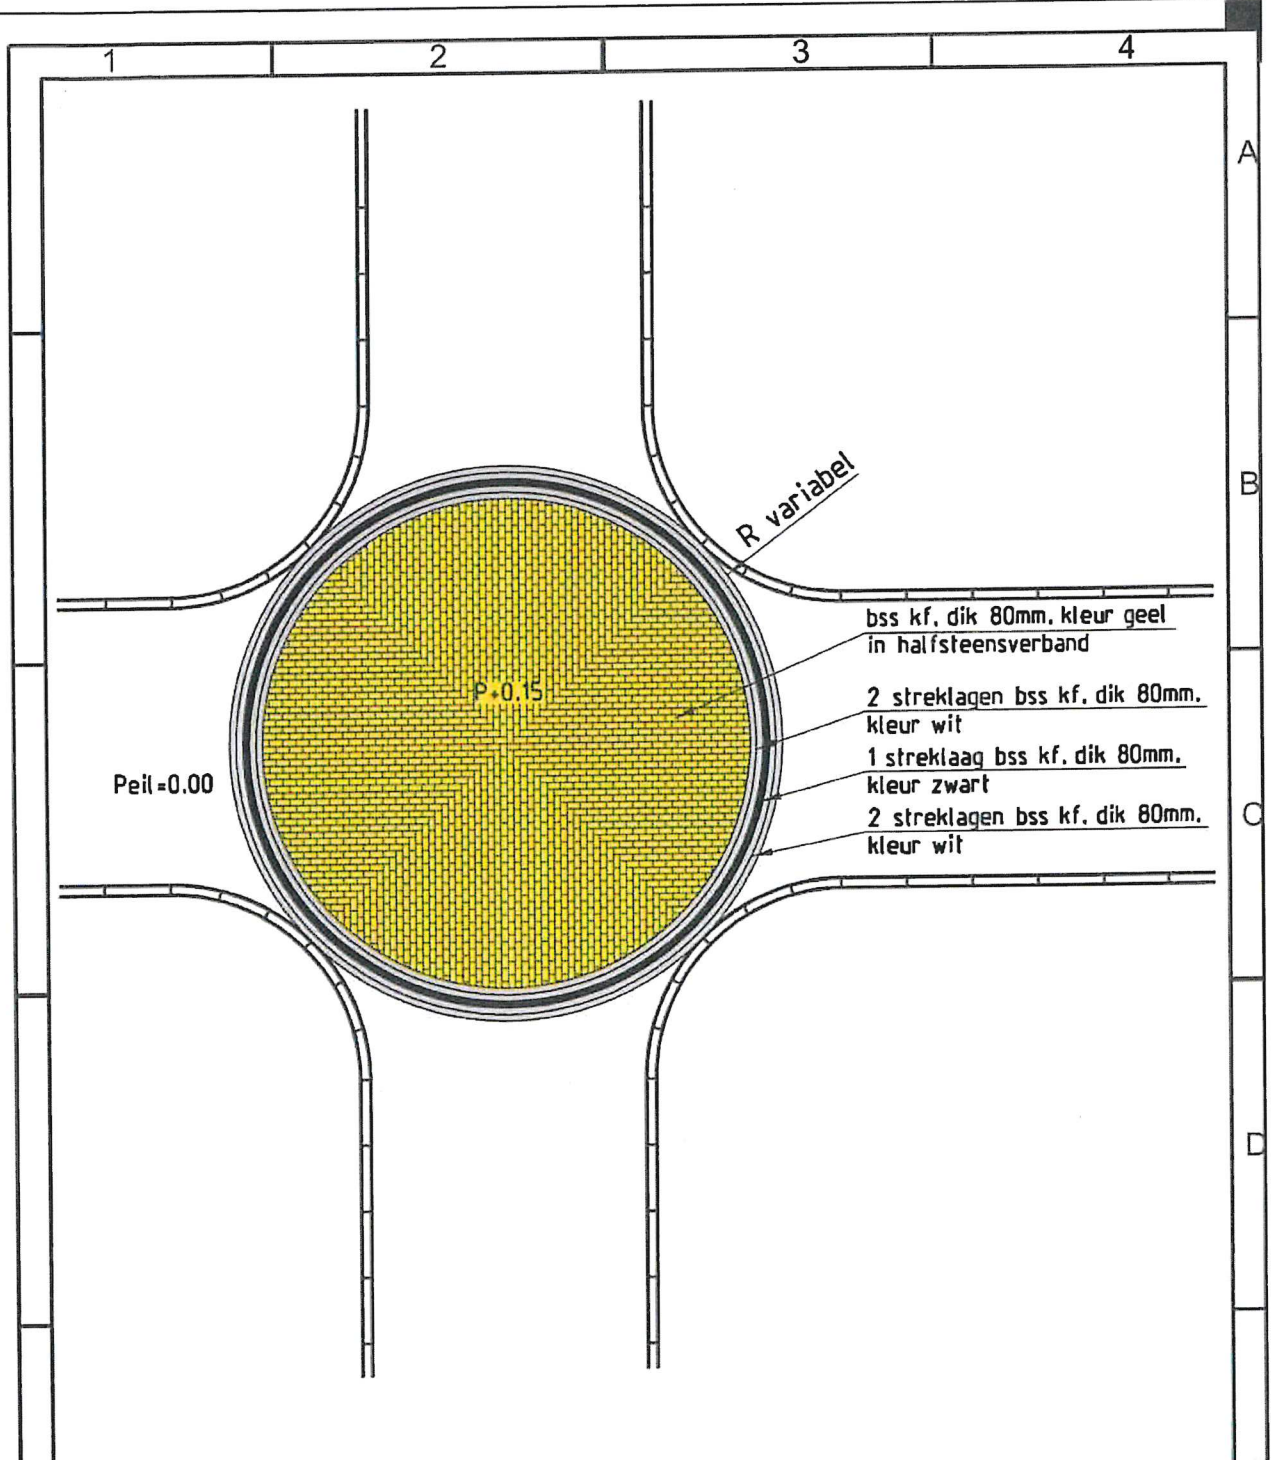 1 2 3 4
A
B
R variabel
bss kf. dik 80mm. kleur geel
in halfsteensverband
P+0.15
2 streklagen bss kf. dik 80mm.
kleur wit
Peil=0.00
1 streklaag bss kf. dik 80mm.
kleur zwart
C
2 streklagen bss kf. dik 80mm.
kleur wit
D